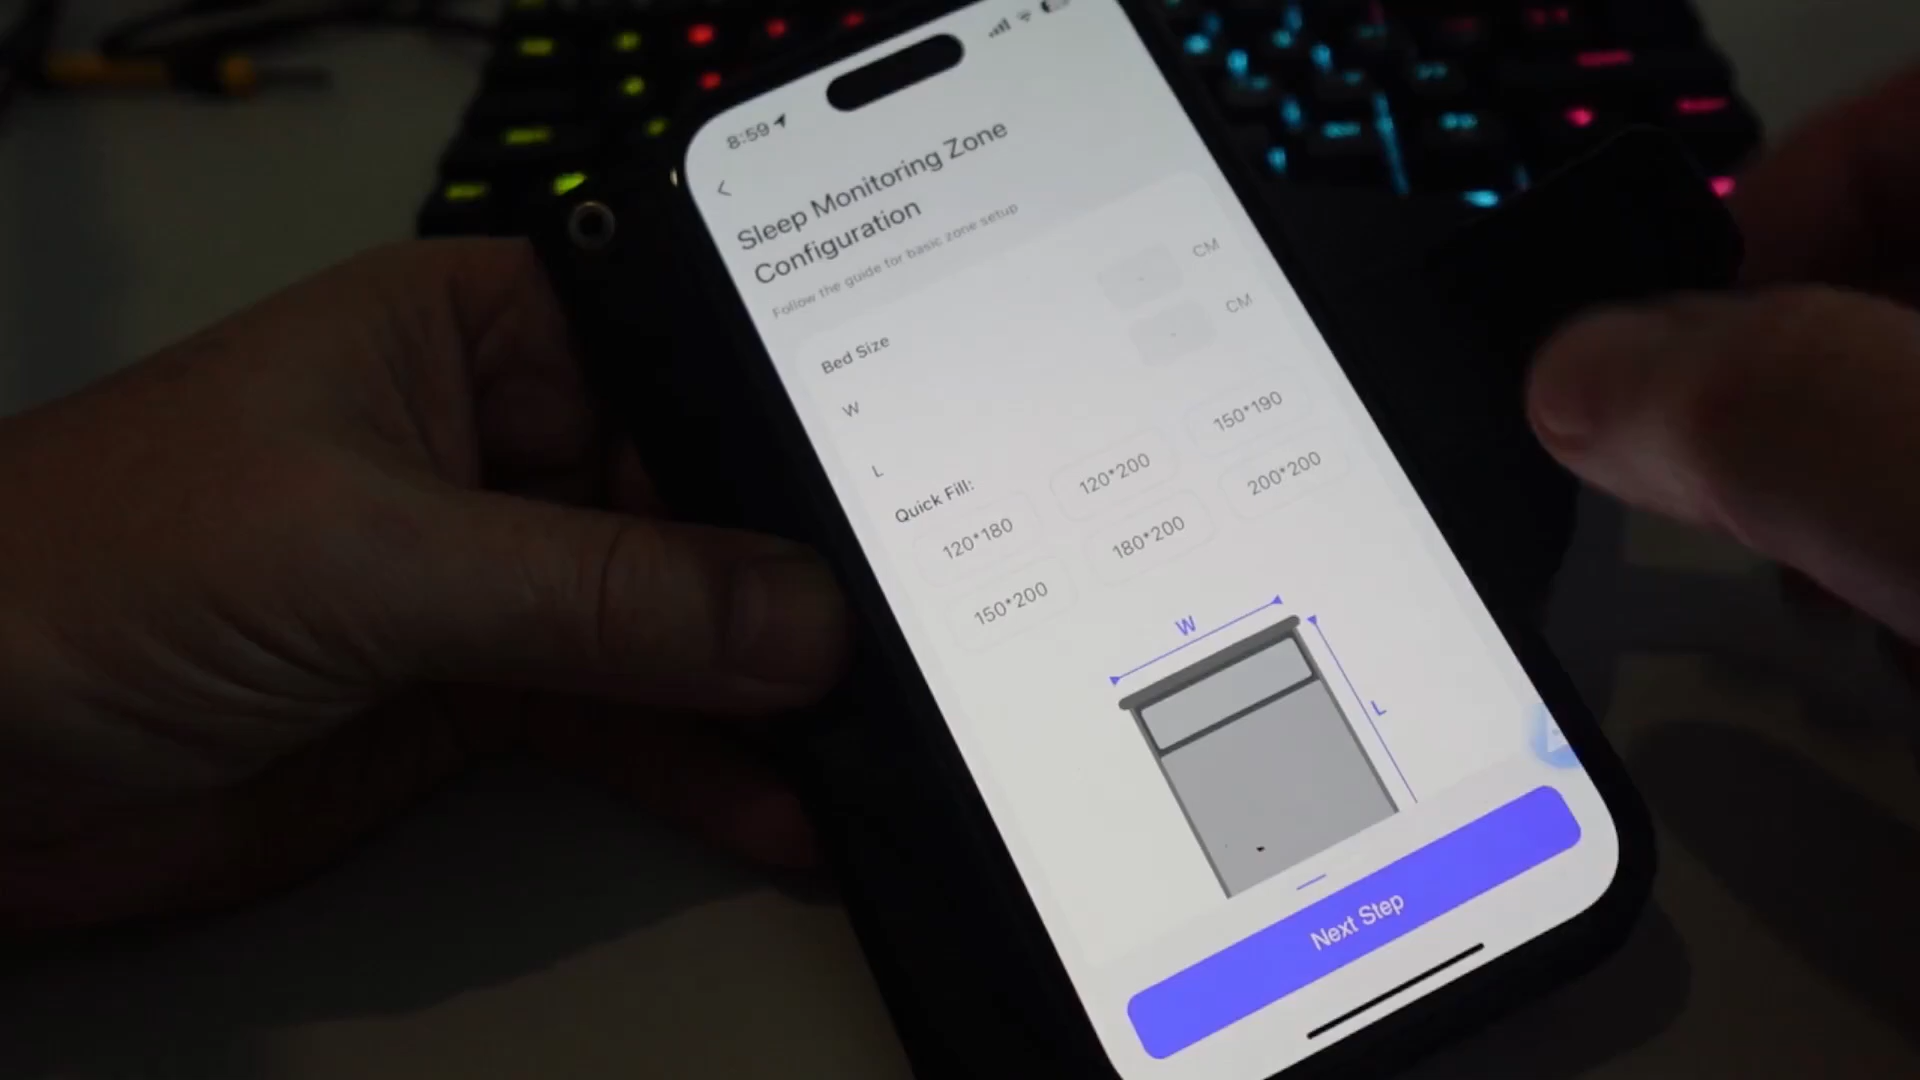 8:59
Sleep Monitoring Zone
Configuration
Follow the guide for basic zone setup
Bed Size
W
CM
L
CM
Quick Fill:
120*180
120*200
150*190
150*200
180*200
200*200
W
L
Next Step